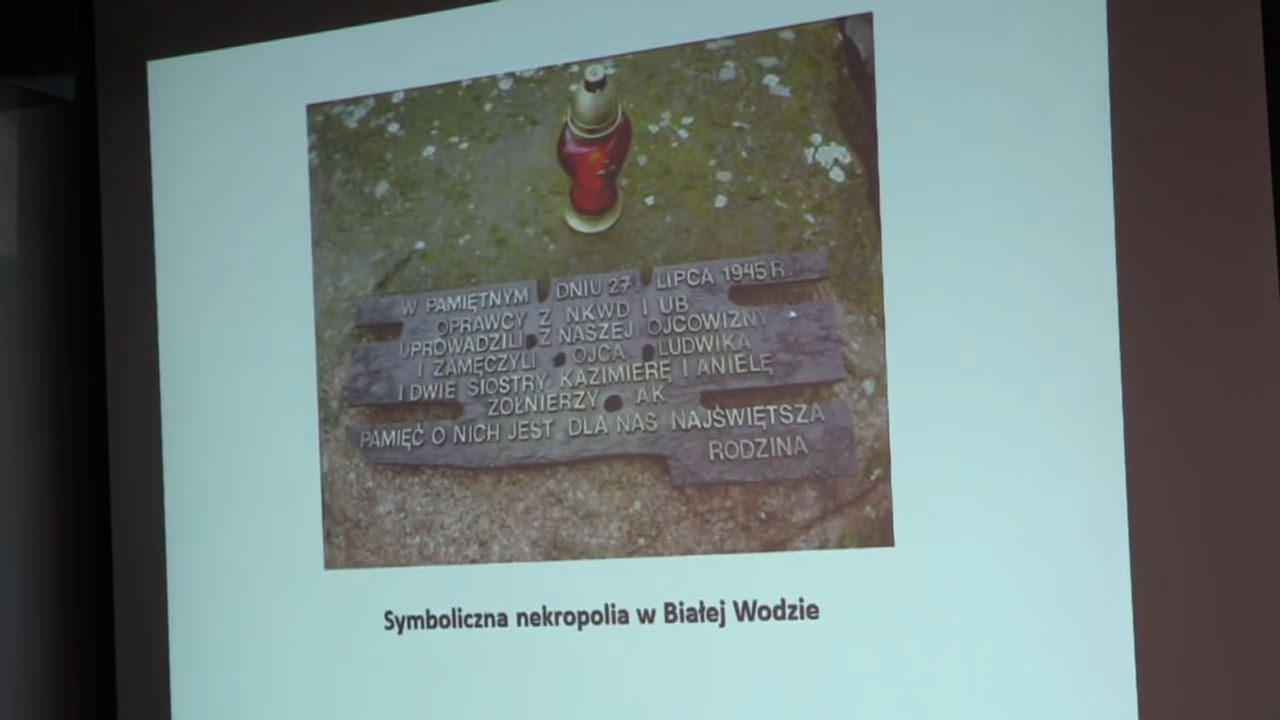 W PAMIĘTNYM DNIU 27 LIPCA 1945 R.
OPRAWCY Z NKWD I UB
UPROWADZILI Z NASZEJ OJCOWIZNY
I ZAMĘCZYLI OJCA LUDWIKA
I DWIE SIOSTRY KAZIMIERĘ I ANIELĘ
ŻOŁNIERZY AK
PAMIĘĆ O NICH JEST DLA NAS NAJŚWIĘTSZA
RODZINA
Symboliczna nekropolia w Białej Wodzie